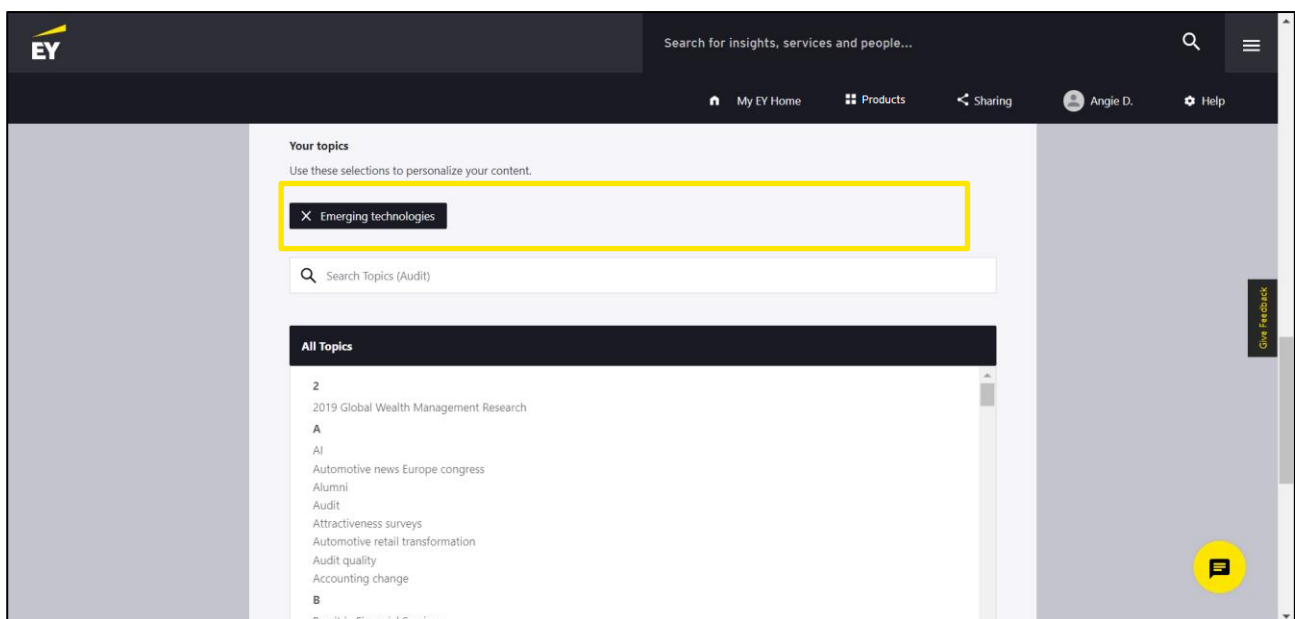 EY
Search for insights, services and people...
My EY Home
Products
Sharing
Angie D.
Help
Your topics
Use these selections to personalize your content.
Emerging technologies
Search Topics (Audit)
Give Feedback
All Topics
2
2019 Global Wealth Management Research
A
AI
Automotive news Europe congress
Alumni
Audit
Attractiveness surveys
Automotive retail transformation
Audit quality
Accounting change
B